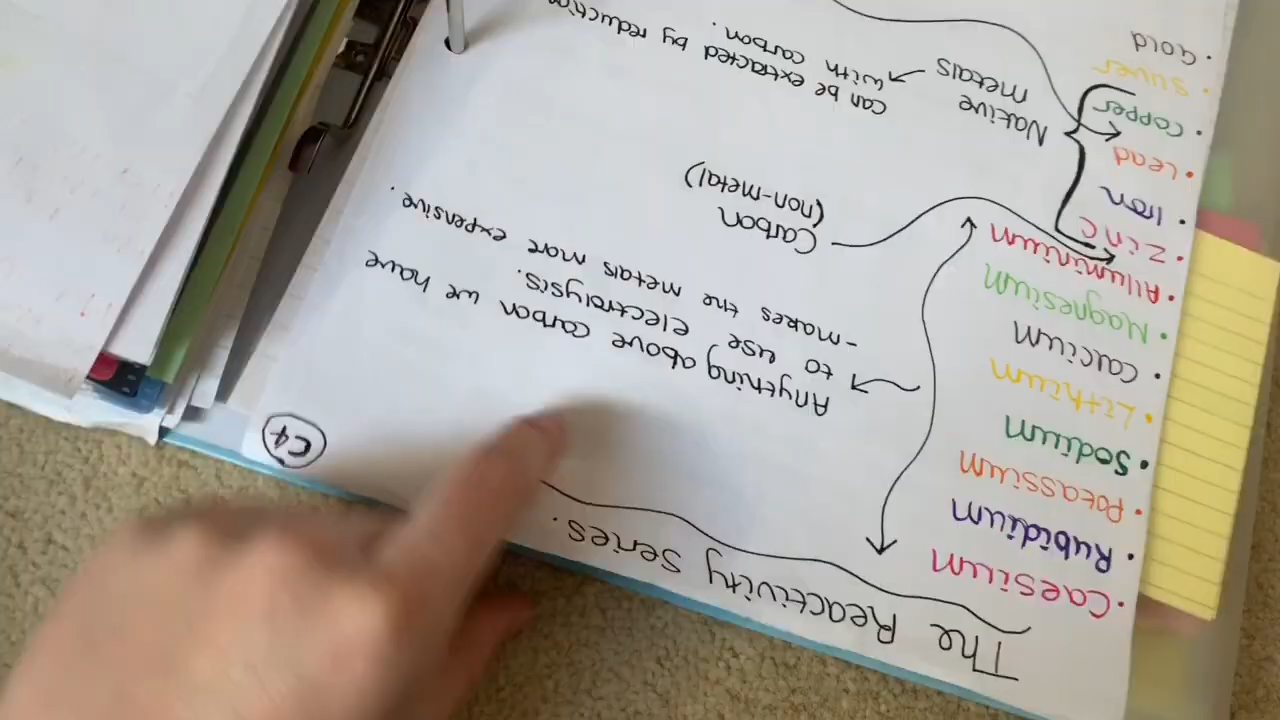 The Reactivity Series.
C4
• Caesium
• Rubidium
• Potassium
• Sodium
• Lithium
• Calcium
• Magnesium
• Alluminium
• Zinc
• Iron
• Lead
• Copper
• Silver
• Gold
Anything above carbon we have
to use electrolysis.
- makes the metals more expensive.
Carbon
(non-metal)
Native
metals
can be extracted by reduction
with carbon.